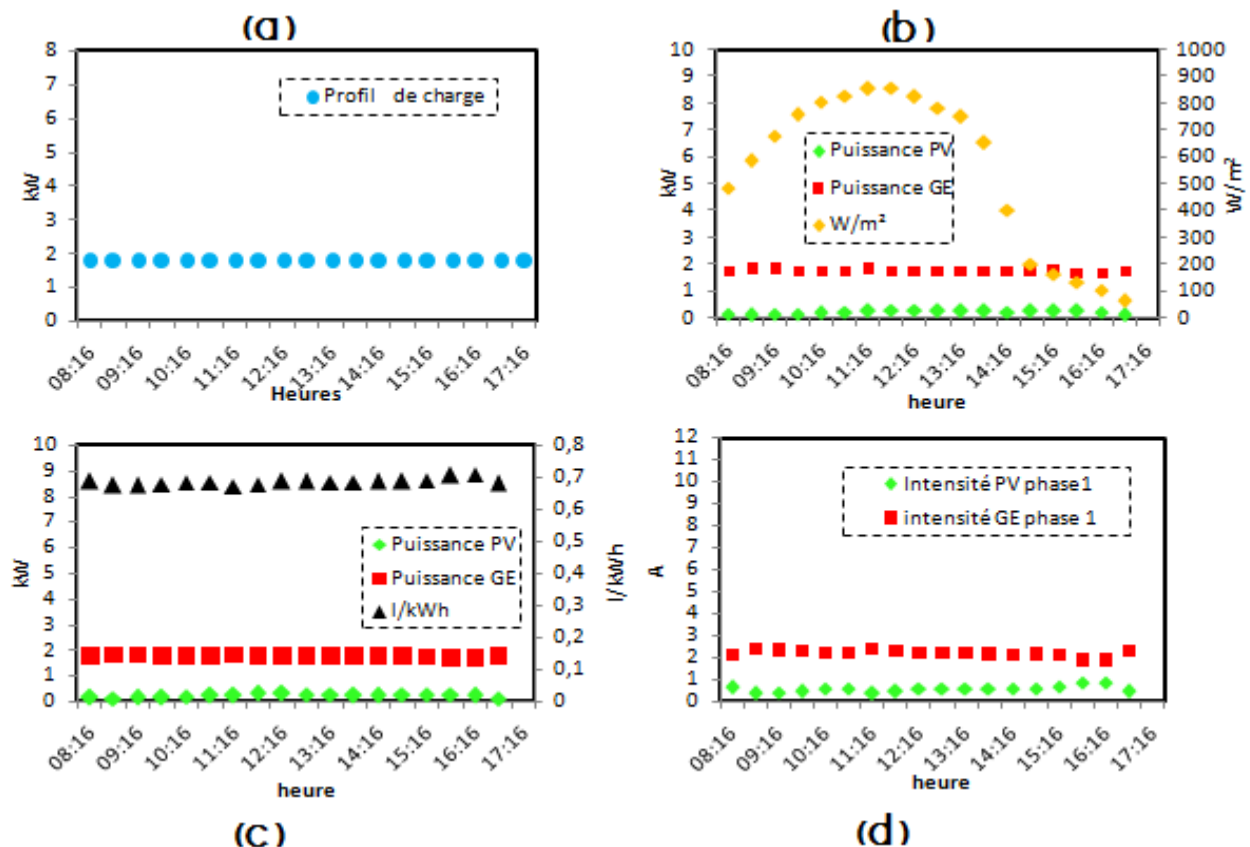 (a)
8
7
6
5
4
3
2
1
0
kW
Profil de charge
08:16 09:16 10:16 11:16 12:16 13:16 14:16 15:16 16:16 17:16
Heures
(b)
10
9
8
7
6
5
4
3
2
1
0
kW
Puissance PV
Puissance GE
W/m²
1000
900
800
700
600
500
400
300
200
100
0
W/m²
08:16 09:16 10:16 11:16 12:16 13:16 14:16 15:16 16:16 17:16
heure
10
9
8
7
6
5
4
3
2
1
0
kW
Puissance PV
Puissance GE
l/kWh
0,8
0,7
0,6
0,5
0,4
0,3
0,2
0,1
0
l/kWh
08:16 09:16 10:16 11:16 12:16 13:16 14:16 15:16 16:16 17:16
heure
(c)
12
11
10
9
8
7
6
5
4
3
2
1
0
A
Intensité PV phase1
intensité GE phase 1
08:16 09:16 10:16 11:16 12:16 13:16 14:16 15:16 16:16 17:16
heure
(d)